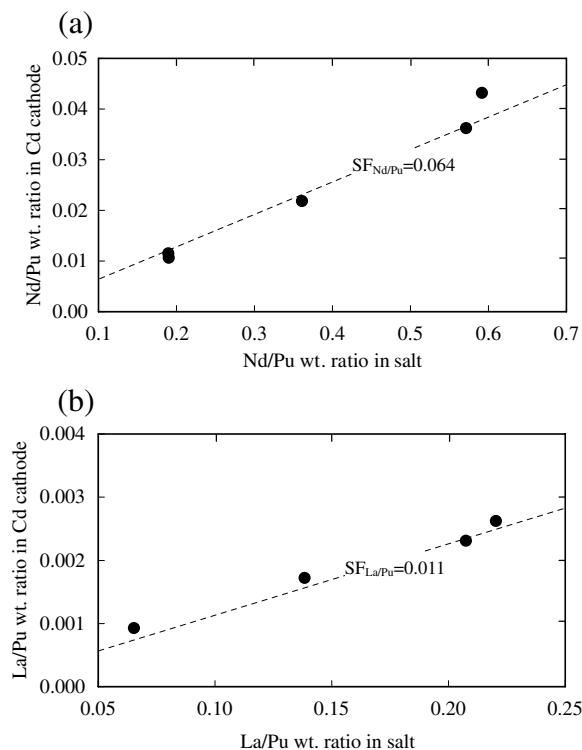 (a)
Nd/Pu wt. ratio in Cd cathode
0.05
0.04
0.03
0.02
0.01
0.00
SF_Nd/Pu=0.064
0.1 0.2 0.3 0.4 0.5 0.6 0.7
Nd/Pu wt. ratio in salt
(b)
La/Pu wt. ratio in Cd cathode
0.004
0.003
0.002
0.001
0.000
SF_La/Pu=0.011
0.05 0.10 0.15 0.20 0.25
La/Pu wt. ratio in salt